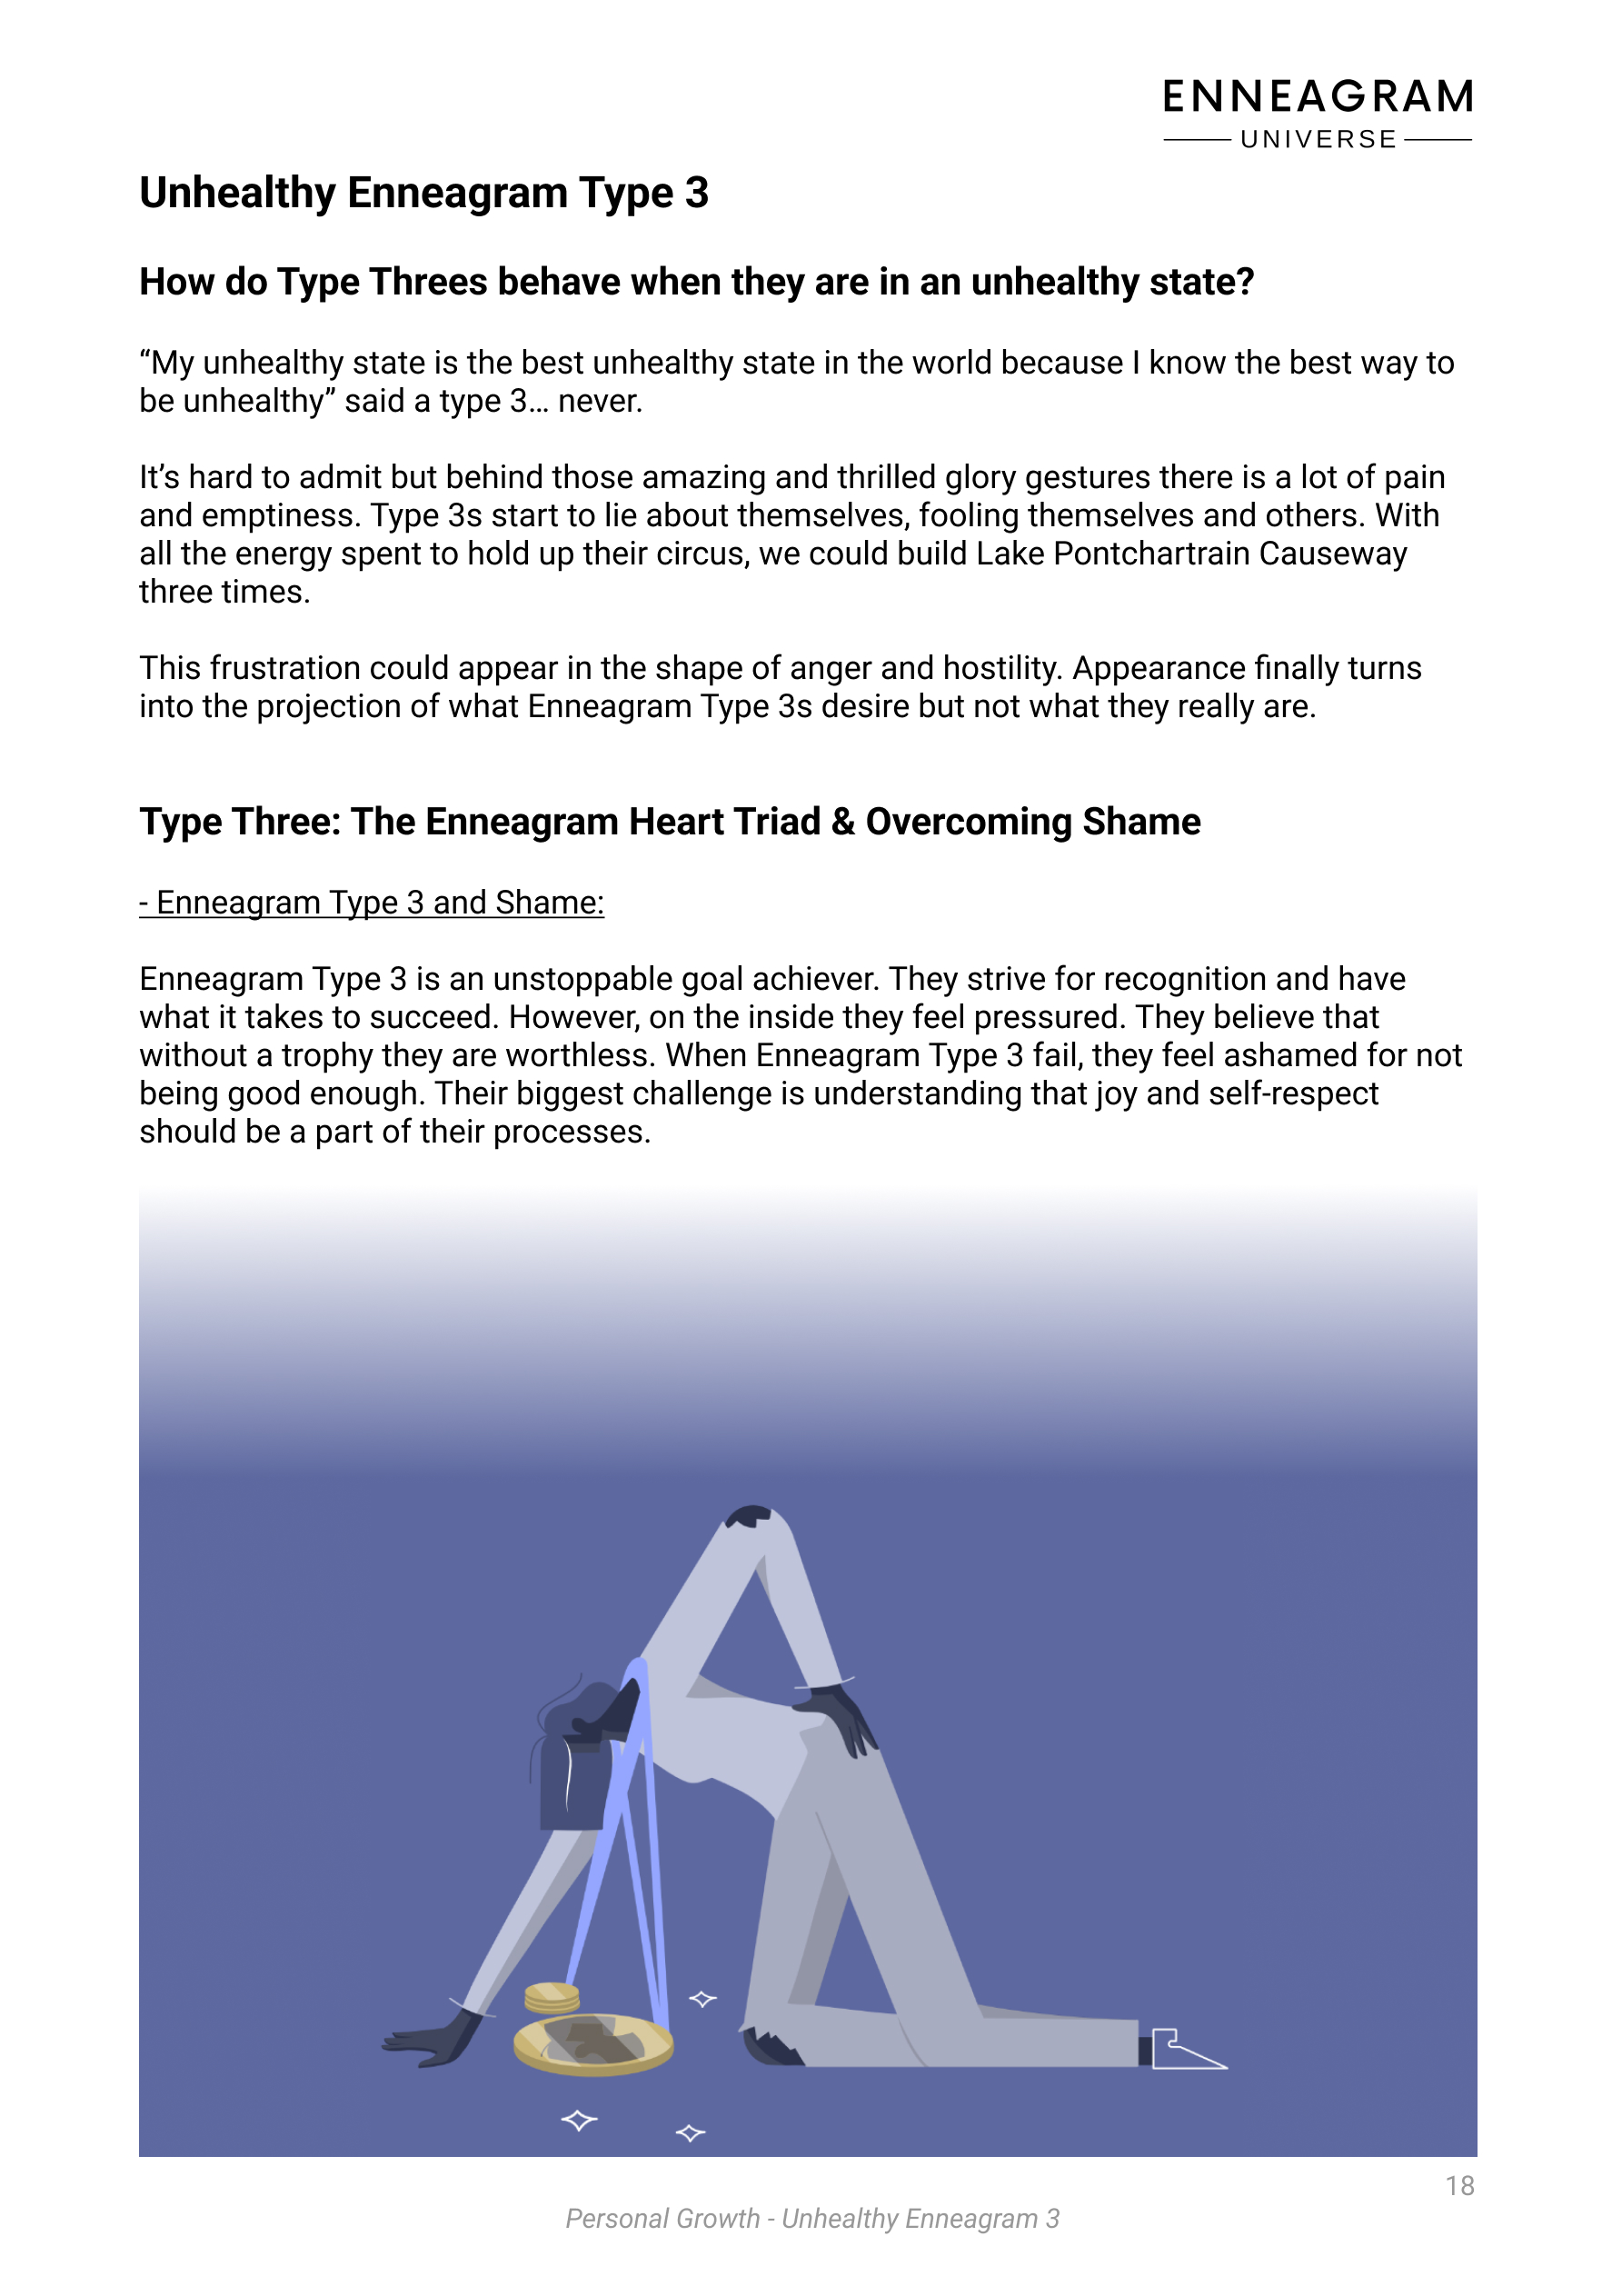 ENNEAGRAM
UNIVERSE
Unhealthy Enneagram Type 3
How do Type Threes behave when they are in an unhealthy state?
“My unhealthy state is the best unhealthy state in the world because I know the best way to
be unhealthy” said a type 3… never.
It’s hard to admit but behind those amazing and thrilled glory gestures there is a lot of pain
and emptiness. Type 3s start to lie about themselves, fooling themselves and others. With
all the energy spent to hold up their circus, we could build Lake Pontchartrain Causeway
three times.
This frustration could appear in the shape of anger and hostility. Appearance finally turns
into the projection of what Enneagram Type 3s desire but not what they really are.
Type Three: The Enneagram Heart Triad & Overcoming Shame
- Enneagram Type 3 and Shame:
Enneagram Type 3 is an unstoppable goal achiever. They strive for recognition and have
what it takes to succeed. However, on the inside they feel pressured. They believe that
without a trophy they are worthless. When Enneagram Type 3 fail, they feel ashamed for not
being good enough. Their biggest challenge is understanding that joy and self-respect
should be a part of their processes.
18
Personal Growth - Unhealthy Enneagram 3